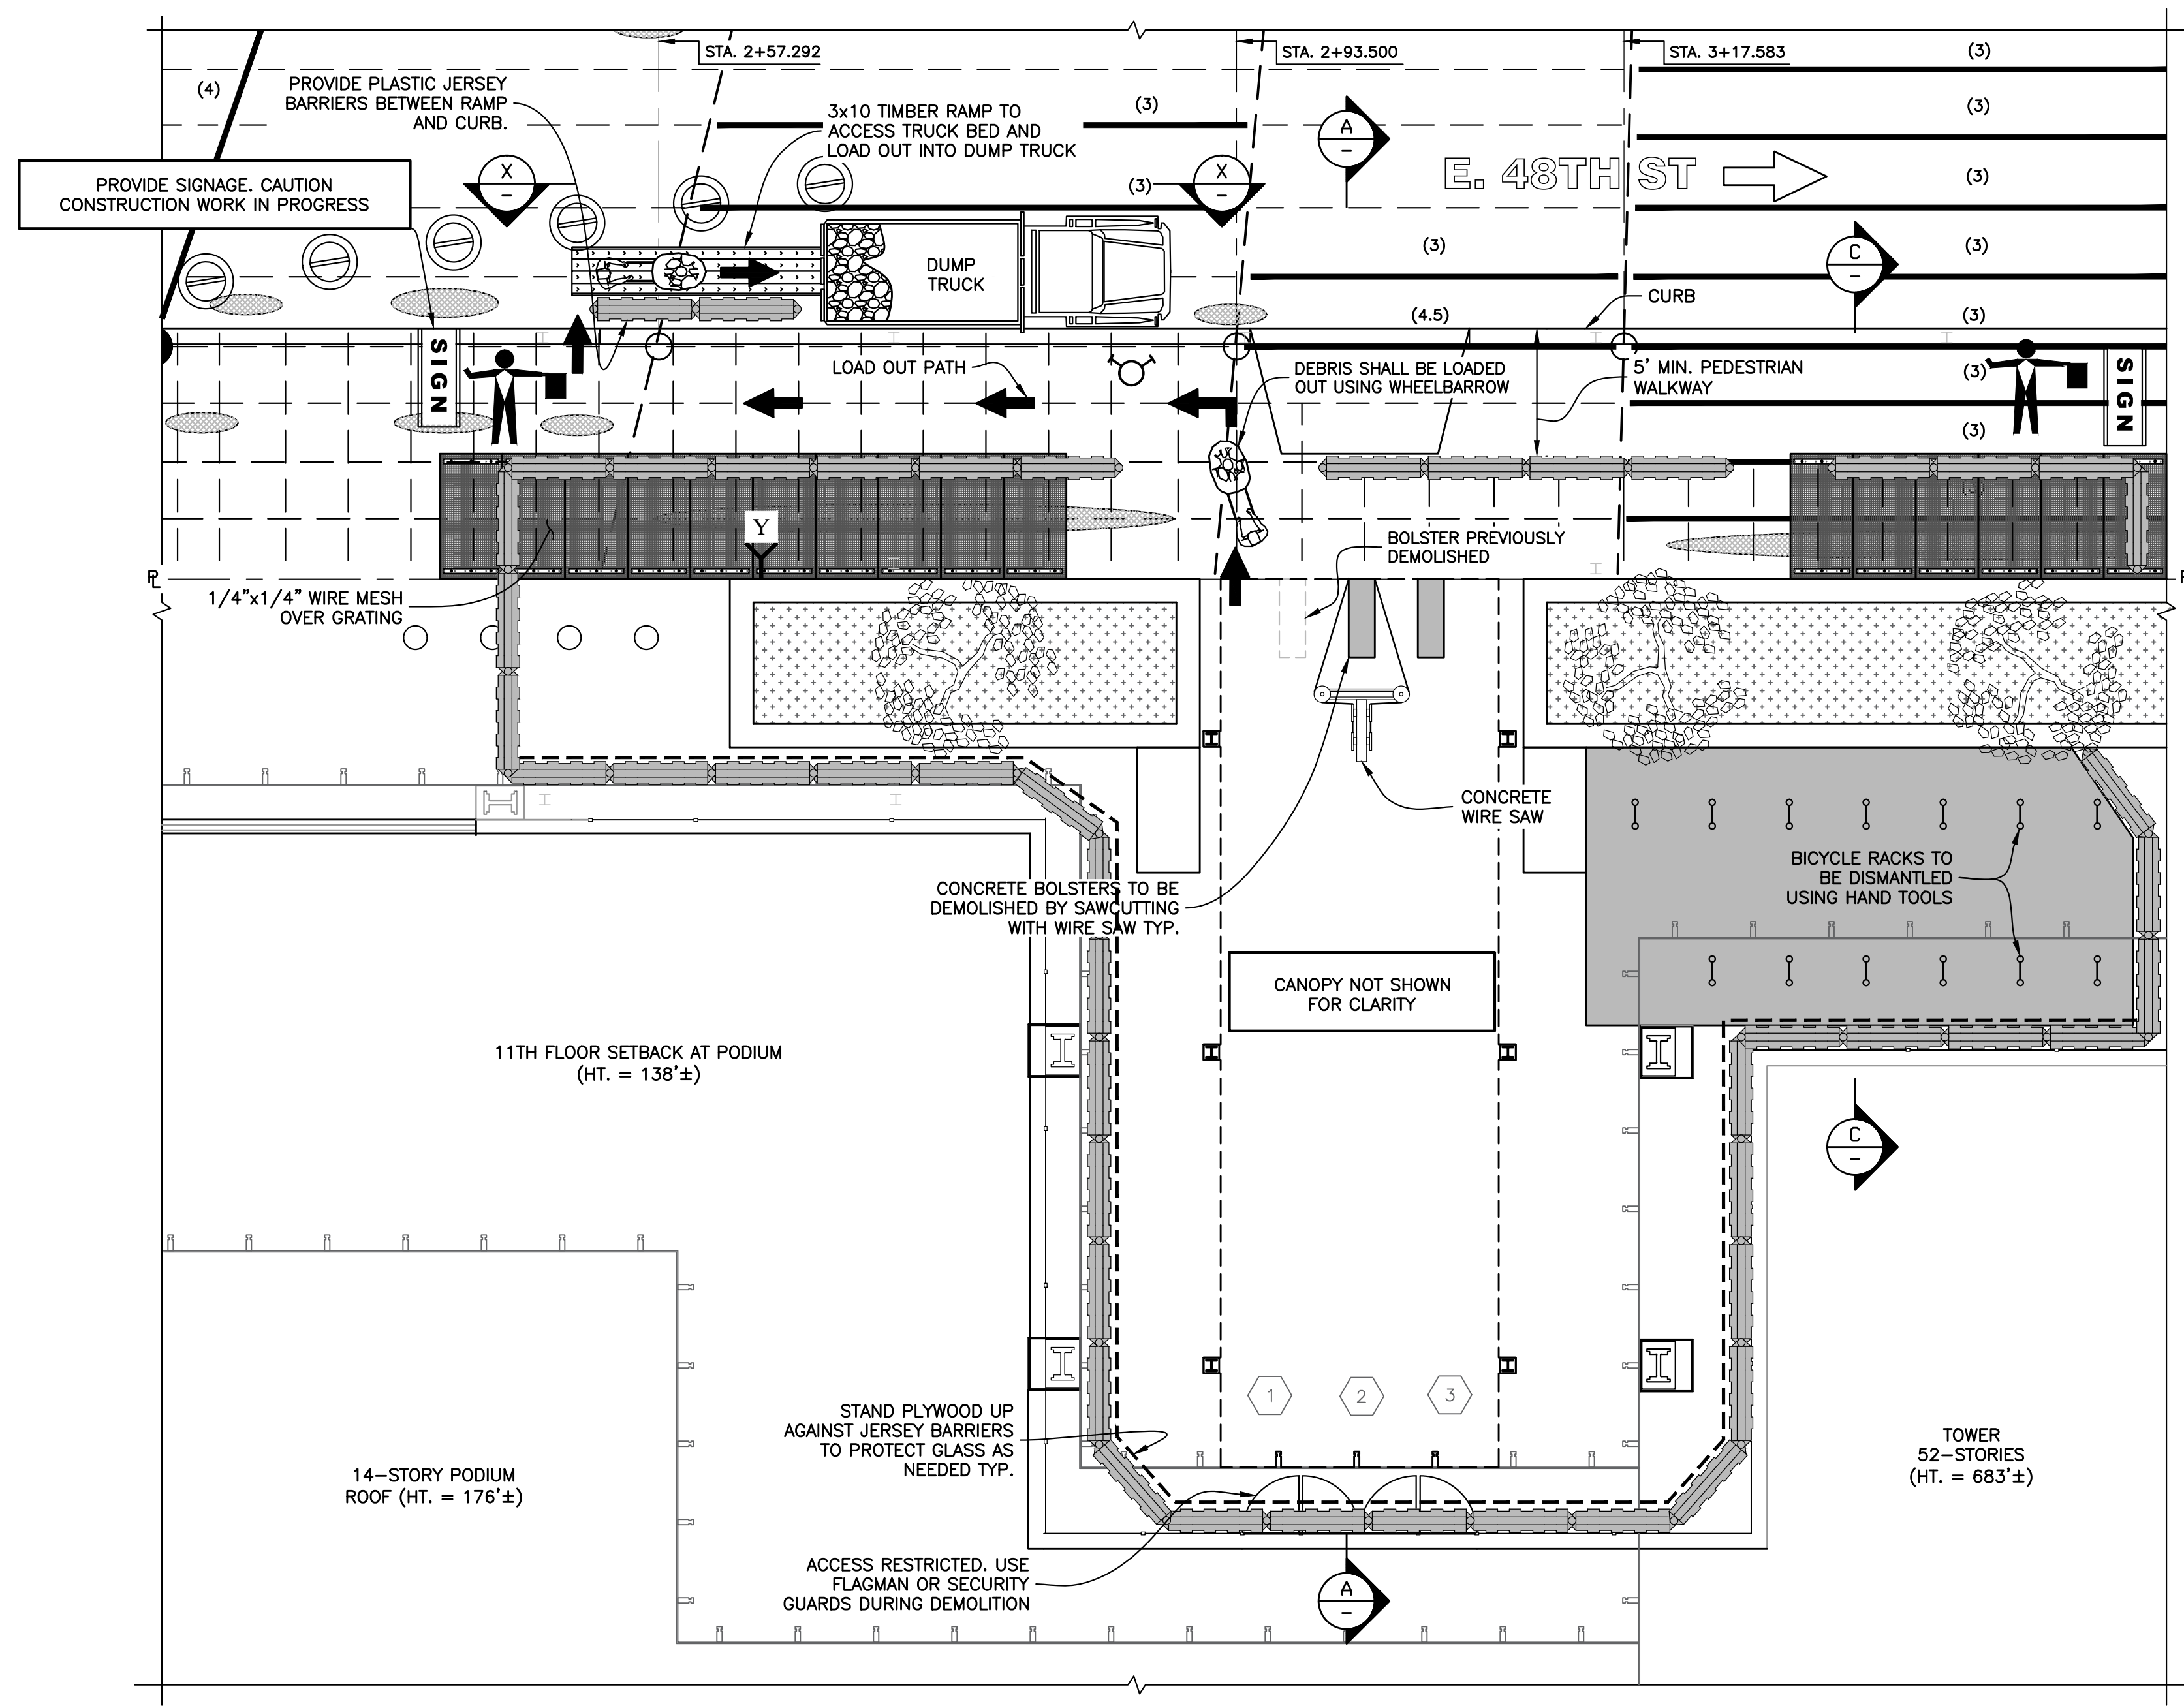 STA. 2+57.292
STA. 2+93.500
STA. 3+17.583
(3)
(4)
PROVIDE PLASTIC JERSEY
BARRIERS BETWEEN RAMP
AND CURB.
3x10 TIMBER RAMP TO
ACCESS TRUCK BED AND
LOAD OUT INTO DUMP TRUCK
(3)
(3)
A
-
PROVIDE SIGNAGE. CAUTION
CONSTRUCTION WORK IN PROGRESS
X
-
(3)
X
-
E. 48TH ST
(3)
DUMP
TRUCK
(3)
(3)
C
-
CURB
(4.5)
(3)
SIGN
LOAD OUT PATH
DEBRIS SHALL BE LOADED
OUT USING WHEELBARROW
5' MIN. PEDESTRIAN
WALKWAY
(3)
SIGN
(3)
(3)
Y
BOLSTER PREVIOUSLY
DEMOLISHED
PL
1/4"x1/4" WIRE MESH
OVER GRATING
CONCRETE
WIRE SAW
CONCRETE BOLSTERS TO BE
DEMOLISHED BY SAWCUTTING
WITH WIRE SAW TYP.
BICYCLE RACKS TO
BE DISMANTLED
USING HAND TOOLS
CANOPY NOT SHOWN
FOR CLARITY
11TH FLOOR SETBACK AT PODIUM
(HT. = 138'±)
C
-
1
2
3
STAND PLYWOOD UP
AGAINST JERSEY BARRIERS
TO PROTECT GLASS AS
NEEDED TYP.
14-STORY PODIUM
ROOF (HT. = 176'±)
TOWER
52-STORIES
(HT. = 683'±)
ACCESS RESTRICTED. USE
FLAGMAN OR SECURITY
GUARDS DURING DEMOLITION
A
-